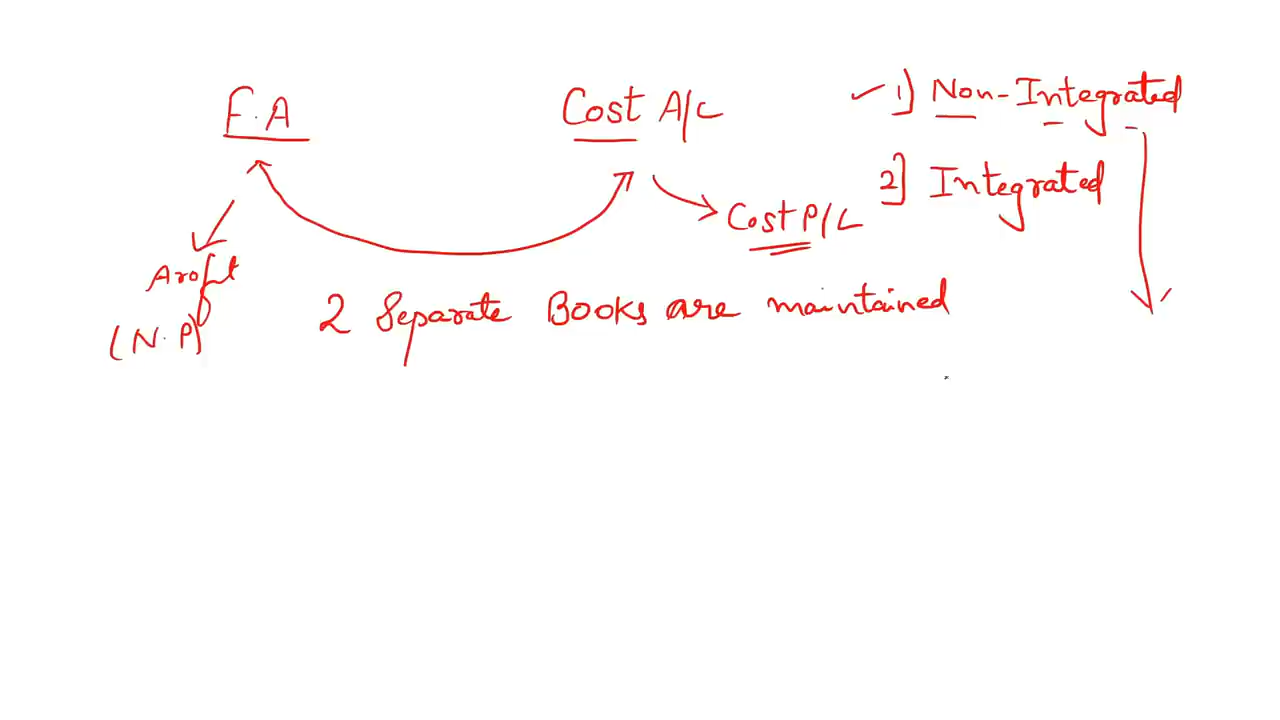 F.A
Cost A/C
1) Non-Integrated
2] Integrated
Cost P/L
Profit
(N.P)
2 Separate Books are maintained